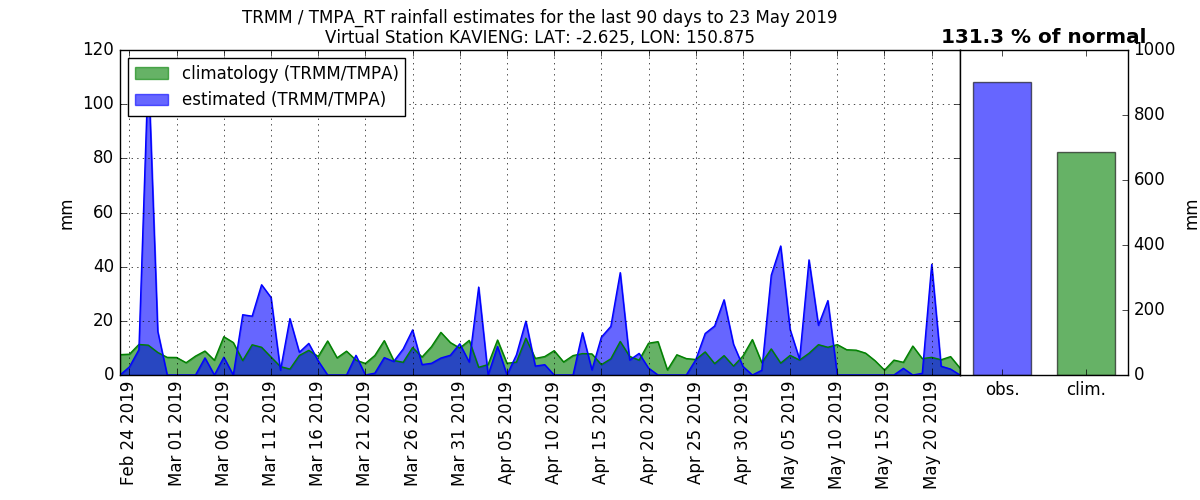 TRMM / TMPA_RT rainfall estimates for the last 90 days to 23 May 2019
Virtual Station KAVIENG: LAT: -2.625, LON: 150.875
131.3 % of normal
climatology (TRMM/TMPA)
estimated (TRMM/TMPA)
mm
120
100
80
60
40
20
0
Feb 24 2019
Mar 01 2019
Mar 06 2019
Mar 11 2019
Mar 16 2019
Mar 21 2019
Mar 26 2019
Mar 31 2019
Apr 05 2019
Apr 10 2019
Apr 15 2019
Apr 20 2019
Apr 25 2019
Apr 30 2019
May 05 2019
May 10 2019
May 15 2019
May 20 2019
obs.
clim.
1000
800
600
400
200
0
mm